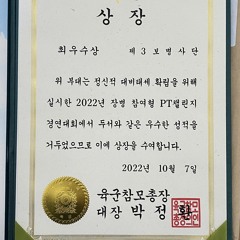 상 장
최우수상 제 3 보 병 사 단
위 부대는 정신적 대비태세 확립을 위해
실시한 2022년 장병 참여형 PT챌린지
경연대회에서 두서와 같은 우수한 성적을
거두었으므로 이에 상장을 수여합니다.
2022년 10월 7일
육군참모총장
대장 박 정 환